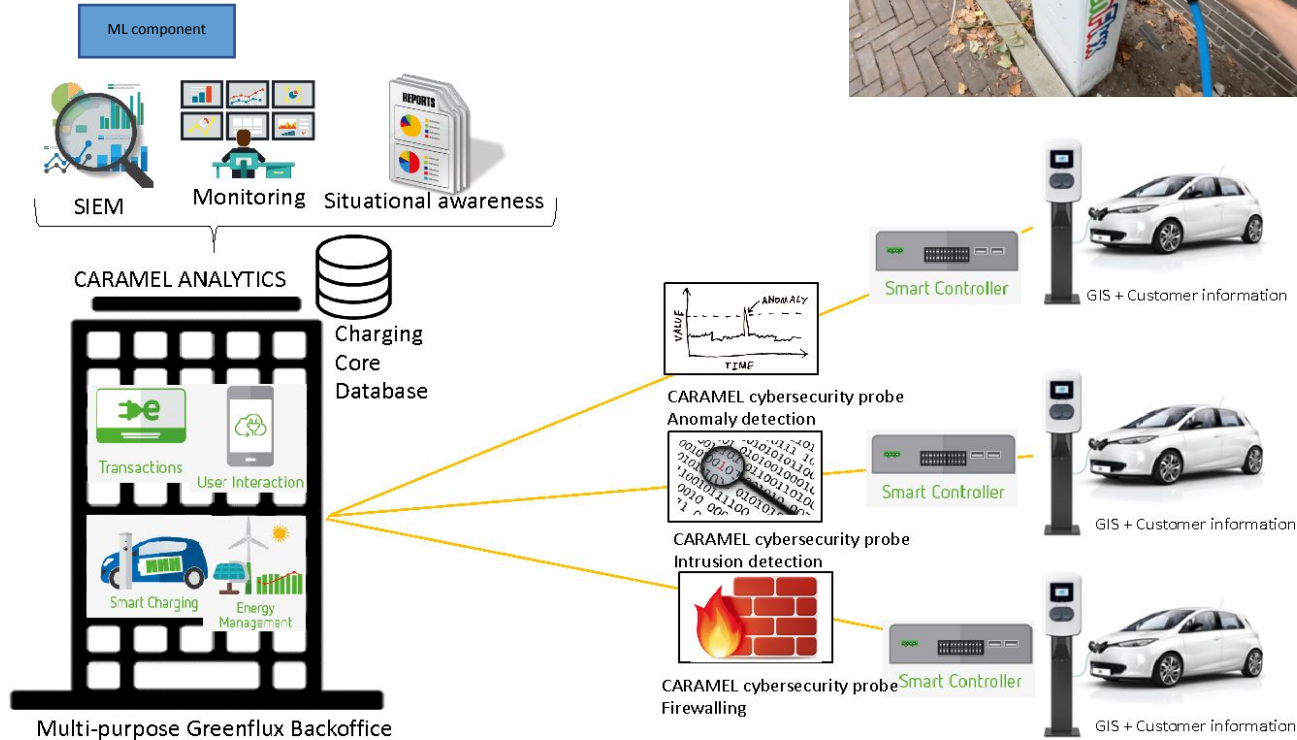 ML component
REPORTS
SIEM
Monitoring
Situational awareness
CARAMEL ANALYTICS
Charging
Core
Database
e
Transactions
User Interaction
Smart Charging
Energy
Management
Multi-purpose Greenflux Backoffice
VALUE
ANOMALY
TIME
CARAMEL cybersecurity probe
Anomaly detection
CARAMEL cybersecurity probe
Intrusion detection
CARAMEL cybersecurity probe
Firewalling
Smart Controller
GIS + Customer information
Smart Controller
GIS + Customer information
Smart Controller
GIS + Customer information